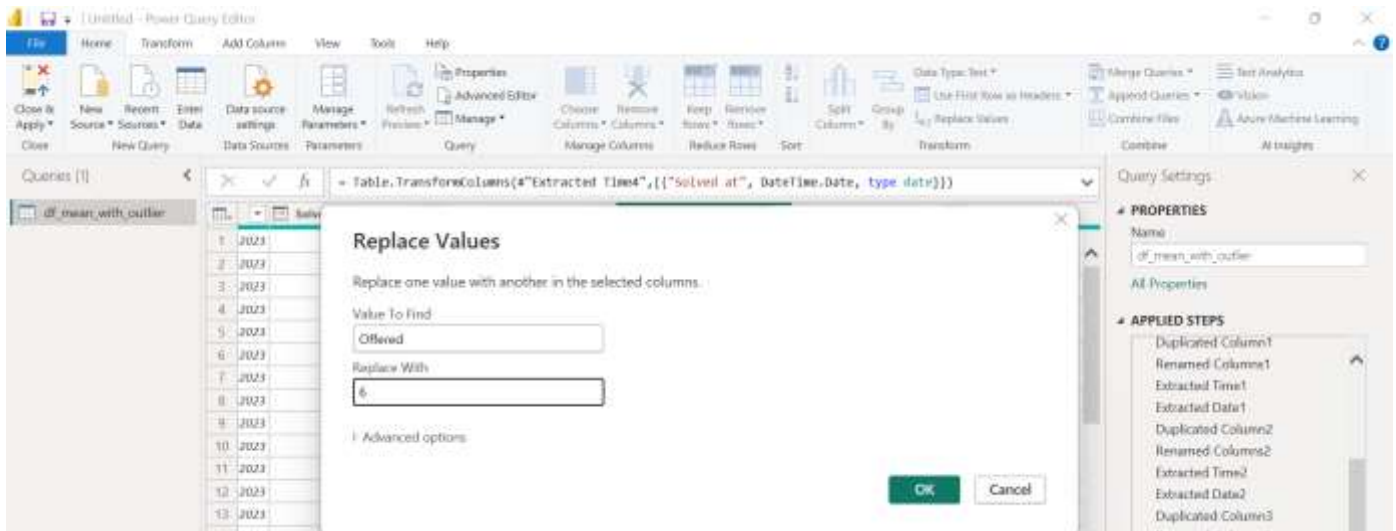 (Untitled - Power Query Editor
File Home Transform Add Column View Tools Help
Close & Apply
New Source
Recent Sources
Enter Data
Data source settings
Manage Parameters
Refresh Preview
Properties
Advanced Editor
Manage
Choose Columns
Remove Columns
Keep Rows
Remove Rows
Split Column
Group By
Data Type: Text
Use First Row as Headers
Replace Values
Merge Queries
Append Queries
Combine Files
Text Analytics
Vision
Azure Machine Learning
Close
New Query
Data Sources
Parameters
Query
Manage Columns
Reduce Rows
Sort
Transform
Combine
AI Insights
Queries [1]
df_mean_with_outlier
fx = Table.TransformColumns(#"Extracted Time4",{{"Solved at", DateTime.Date, type date}})
1 2023
2 2023
3 2023
4 2023
5 2023
6 2023
7 2023
8 2023
9 2023
10 2023
11 2023
12 2023
13 2023
Replace Values
Replace one value with another in the selected columns.
Value To Find
Offered
Replace With
6
Advanced options
OK Cancel
Query Settings
PROPERTIES
Name
df_mean_with_outlier
All Properties
APPLIED STEPS
Duplicated Column1
Renamed Columns1
Extracted Time1
Extracted Date1
Duplicated Column2
Renamed Columns2
Extracted Time2
Extracted Date2
Duplicated Column3